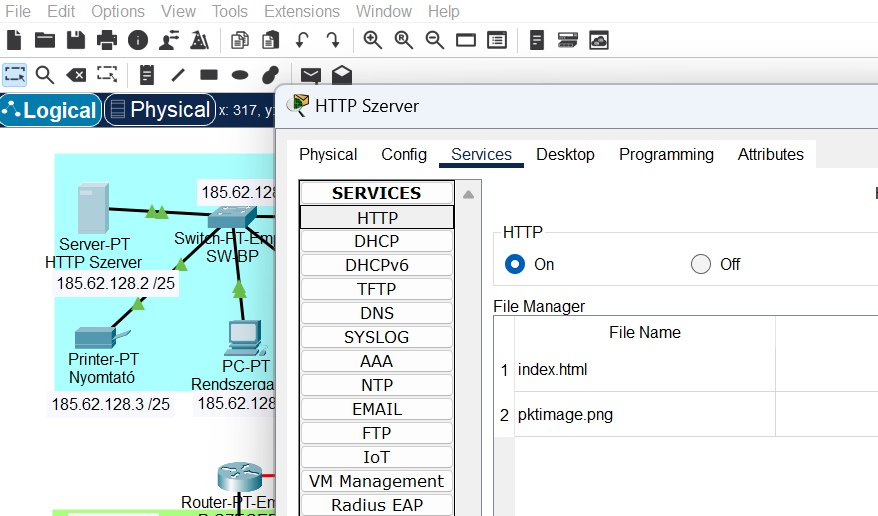 File Edit Options View Tools Extensions Window Help
Logical Physical x: 317, y:
HTTP Szerver
Physical Config Services Desktop Programming Attributes
SERVICES
HTTP
DHCP
DHCPv6
TFTP
DNS
SYSLOG
AAA
NTP
EMAIL
FTP
IoT
VM Management
Radius EAP
HTTP
On Off
File Manager
File Name
1 index.html
2 pktimage.png
185.62.128
Server-PT
HTTP Szerver
185.62.128.2 /25
Switch-PT-Emp
SW-BP
Printer-PT
Nyomtató
185.62.128.3 /25
PC-PT
Rendszerga
185.62.128
Router-PT-Em